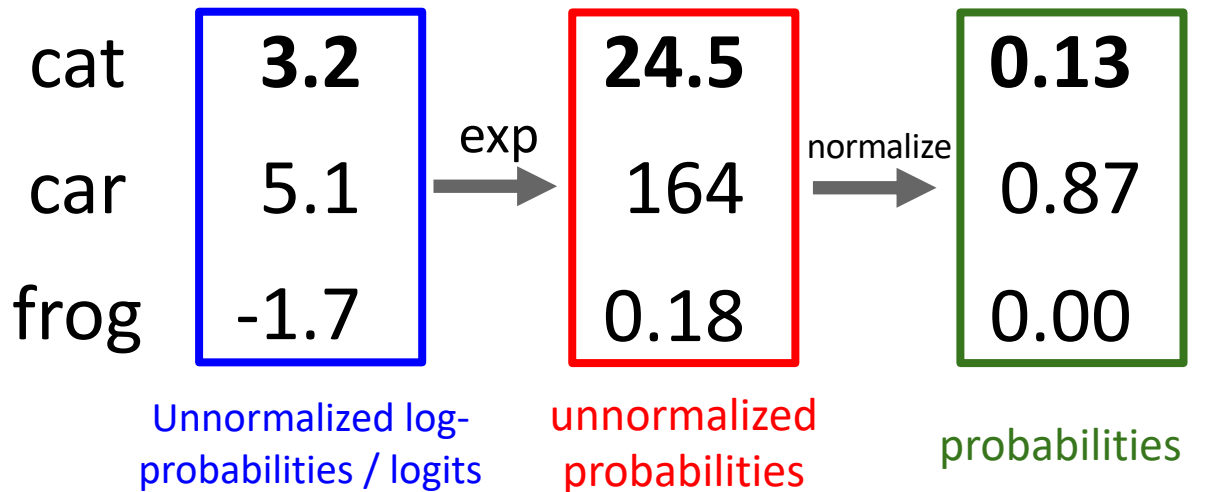 cat 3.2 24.5 0.13
exp
normalize
car 5.1 164 0.87
frog -1.7 0.18 0.00
Unnormalized log-
probabilities / logits
unnormalized
probabilities
probabilities